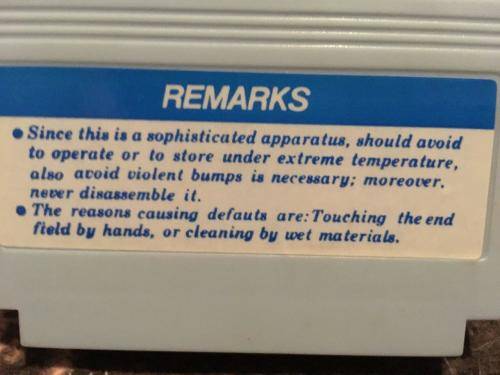 REMARKS
• Since this is a sophisticated apparatus, should avoid
to operate or to store under extreme temperature,
also avoid violent bumps is necessary; moreover.
never disassemble it.
• The reasons causing defauts are: Touching the end
field by hands, or cleaning by wet materials.